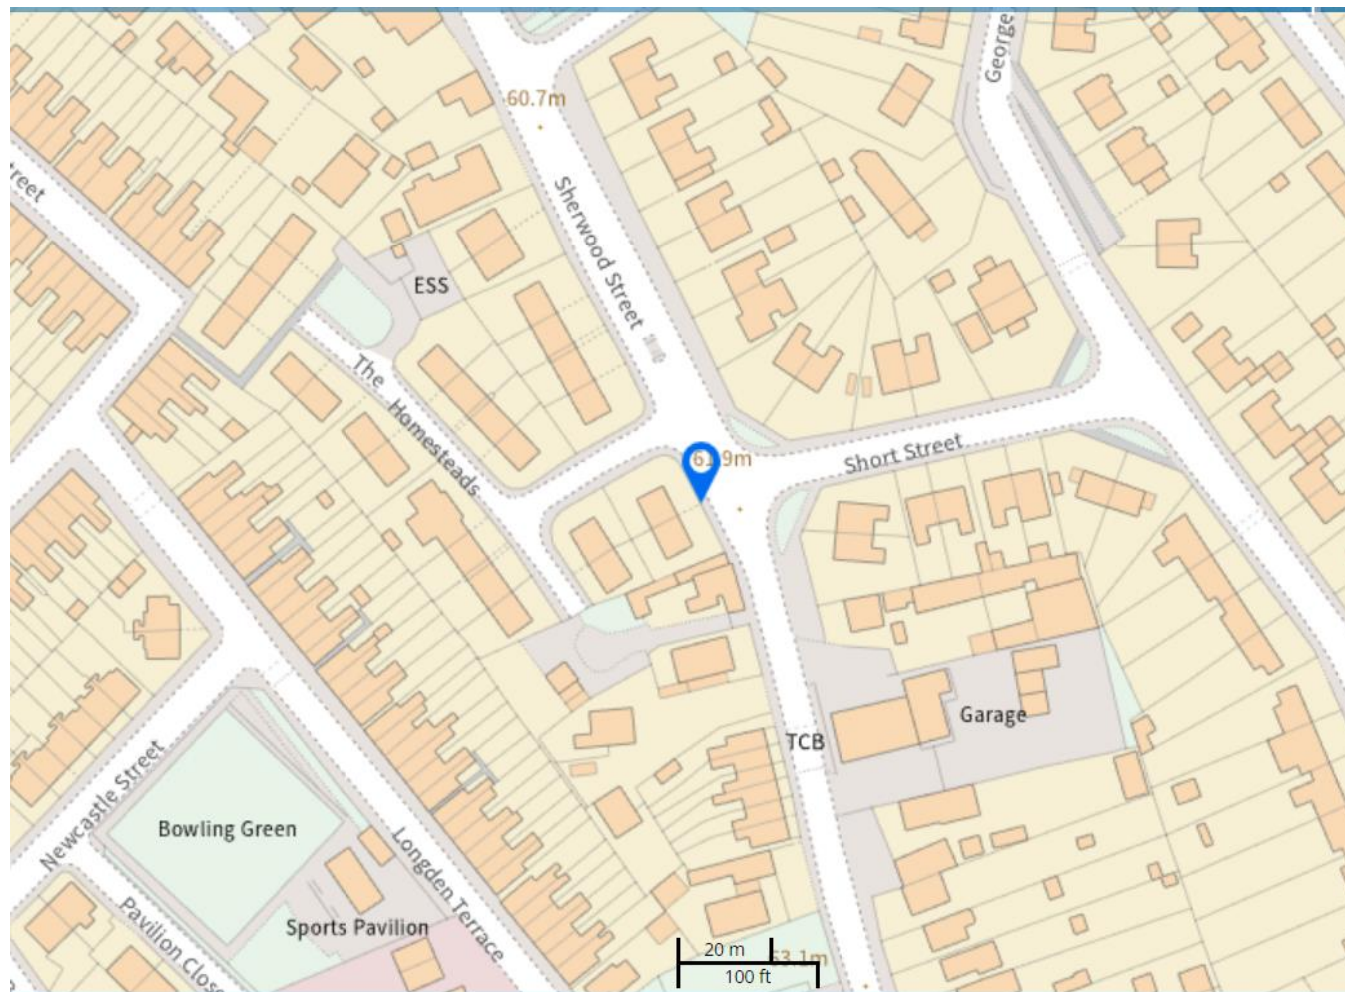 George
60.7m
treet
Sherwood Street
ESS
The Homesteads
Short Street
TCB
Garage
Newcastle Street
Bowling Green
Longden Terrace
Pavilion Close
Sports Pavilion
20 m
100 ft